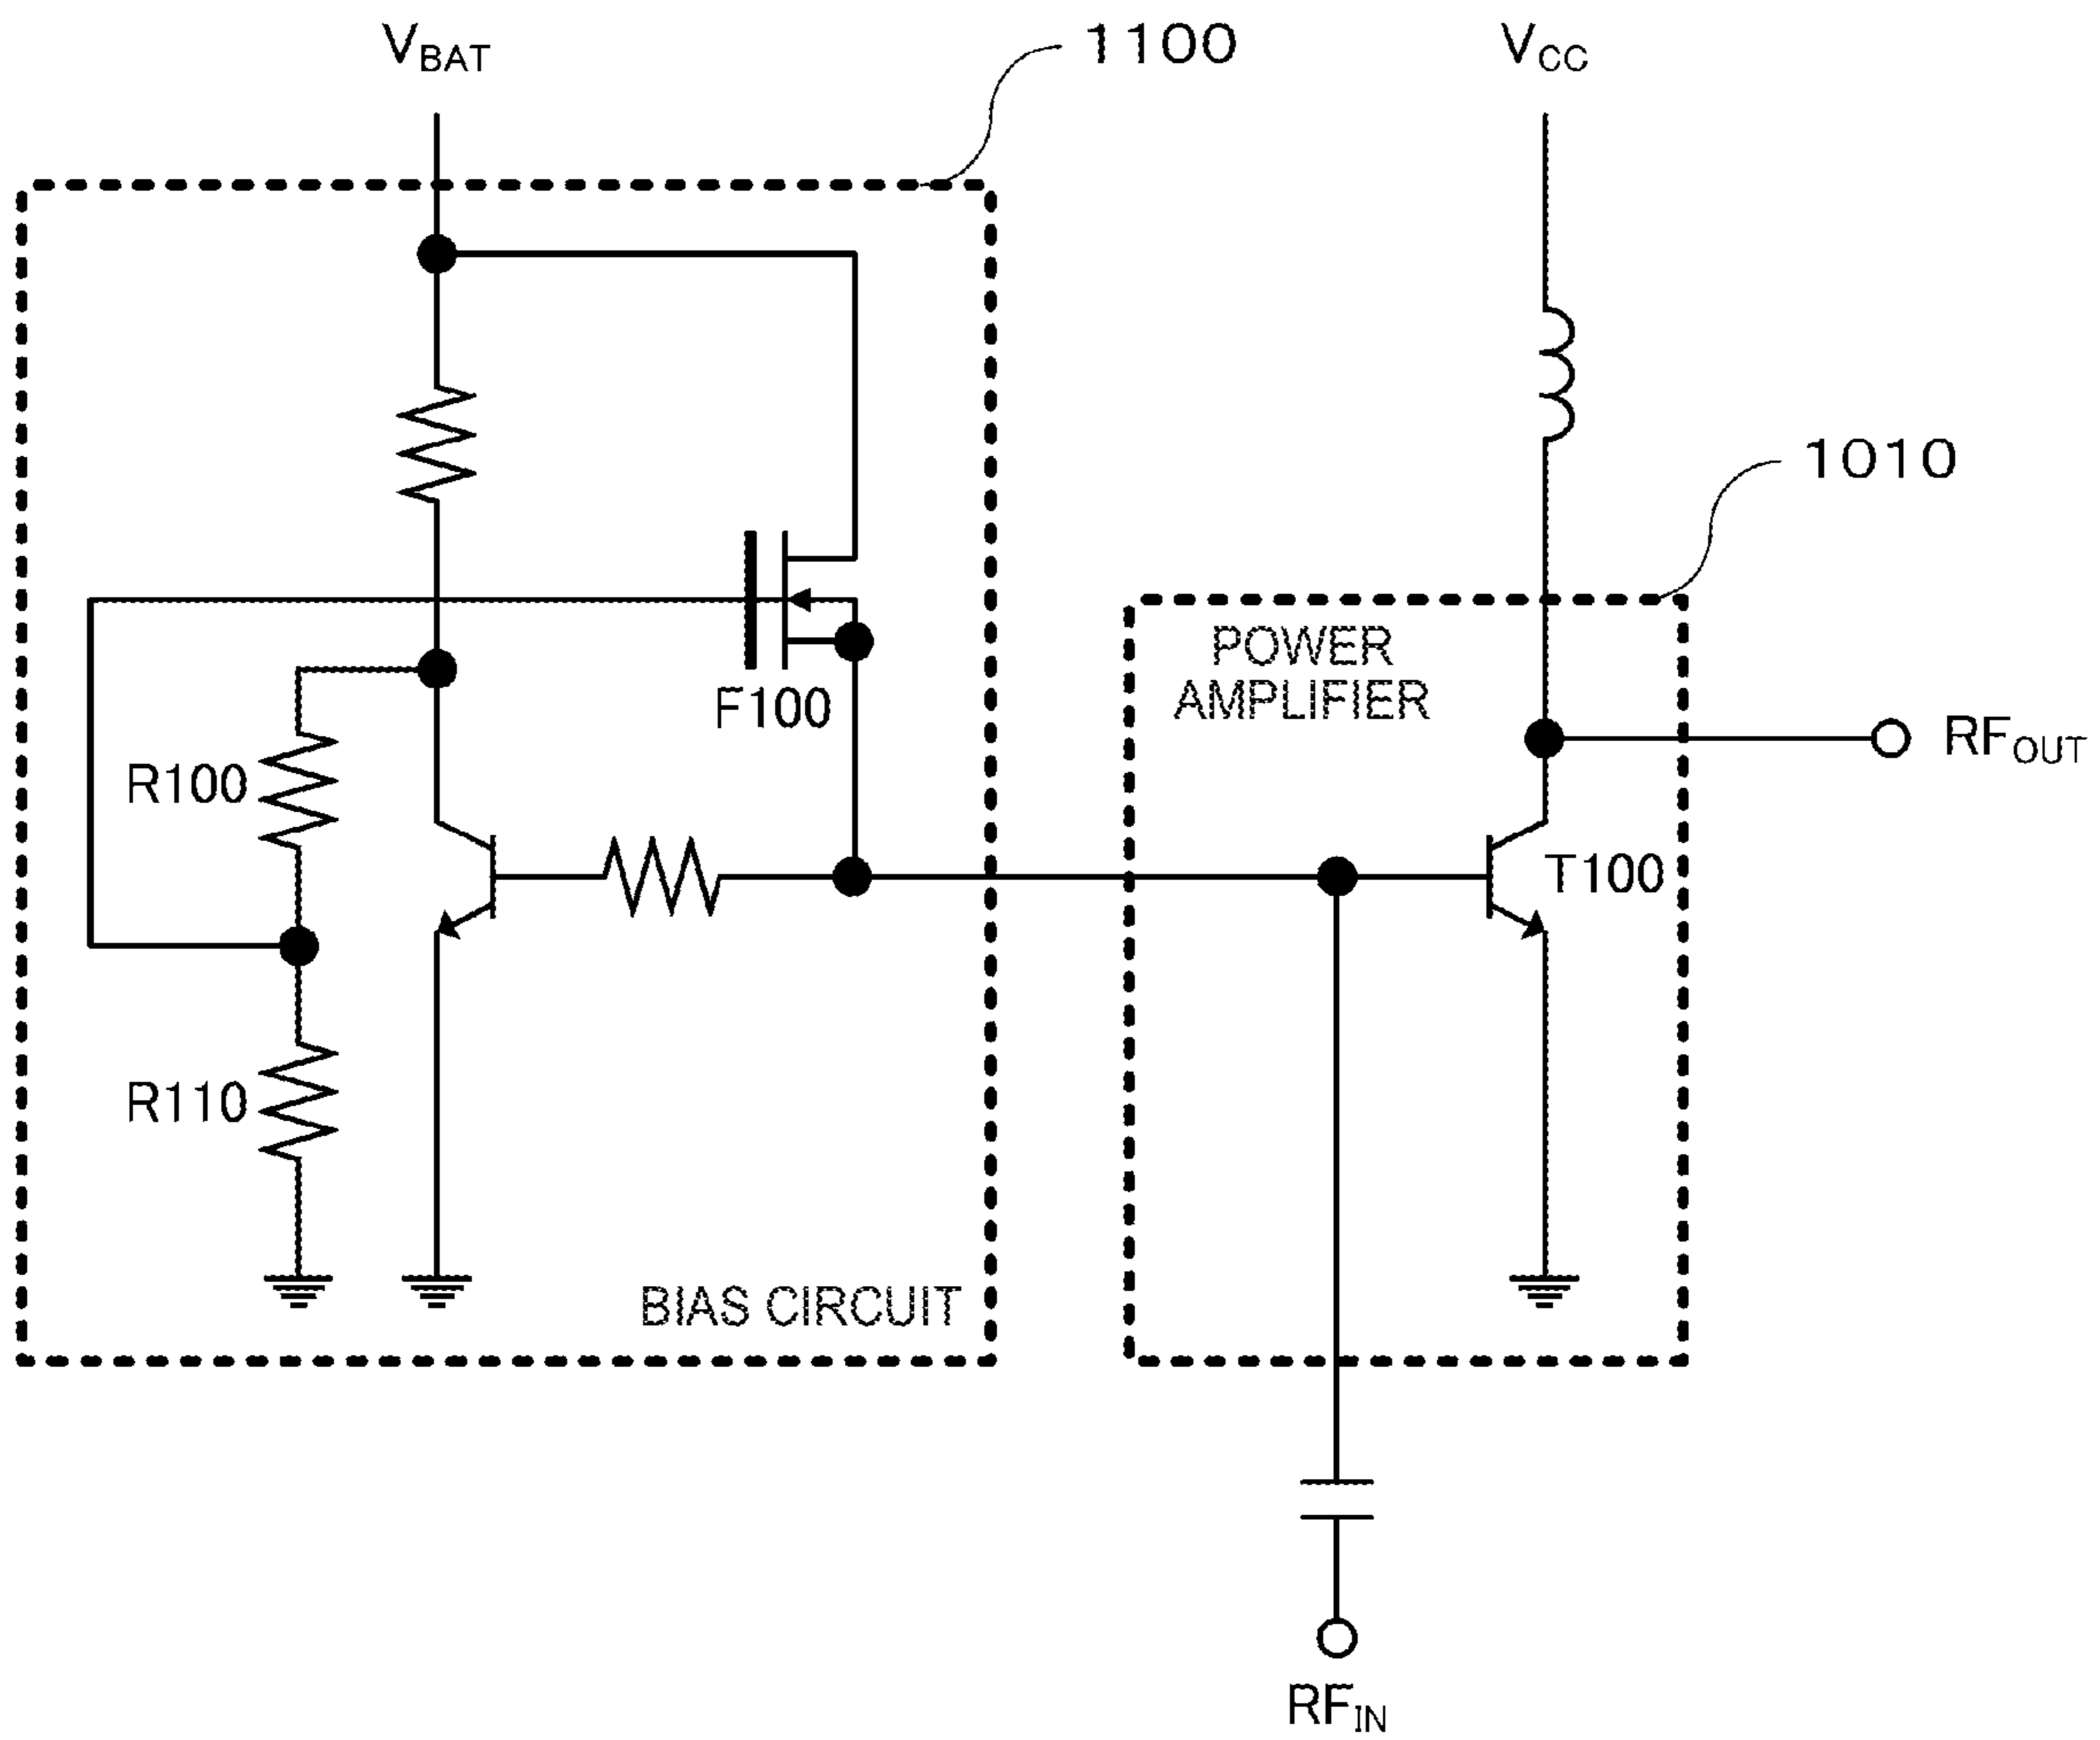 V_BAT
1100
V_CC
1010
POWER
AMPLIFIER
F100
RF_OUT
R100
T100
R110
BIAS CIRCUIT
RF_IN